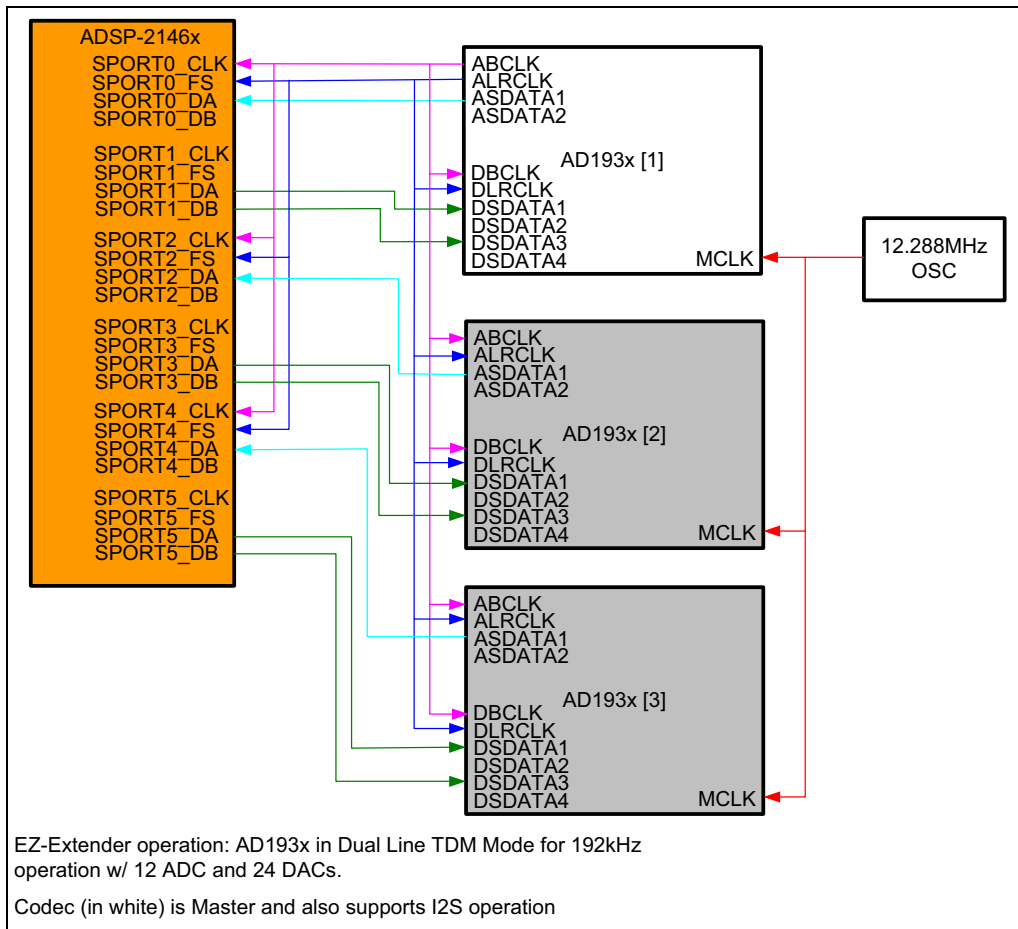 ADSP-2146x
SPORT0_CLK
SPORT0_FS
SPORT0_DA
SPORT0_DB
SPORT1_CLK
SPORT1_FS
SPORT1_DA
SPORT1_DB
SPORT2_CLK
SPORT2_FS
SPORT2_DA
SPORT2_DB
SPORT3_CLK
SPORT3_FS
SPORT3_DA
SPORT3_DB
SPORT4_CLK
SPORT4_FS
SPORT4_DA
SPORT4_DB
SPORT5_CLK
SPORT5_FS
SPORT5_DA
SPORT5_DB
ABCLK
ALRCLK
ASDATA1
ASDATA2
AD193x [1]
DBCLK
DLRCLK
DSDATA1
DSDATA2
DSDATA3
DSDATA4
MCLK
12.288MHz
OSC
ABCLK
ALRCLK
ASDATA1
ASDATA2
AD193x [2]
DBCLK
DLRCLK
DSDATA1
DSDATA2
DSDATA3
DSDATA4
MCLK
ABCLK
ALRCLK
ASDATA1
ASDATA2
AD193x [3]
DBCLK
DLRCLK
DSDATA1
DSDATA2
DSDATA3
DSDATA4
MCLK
EZ-Extender operation: AD193x in Dual Line TDM Mode for 192kHz
operation w/ 12 ADC and 24 DACs.
Codec (in white) is Master and also supports I2S operation